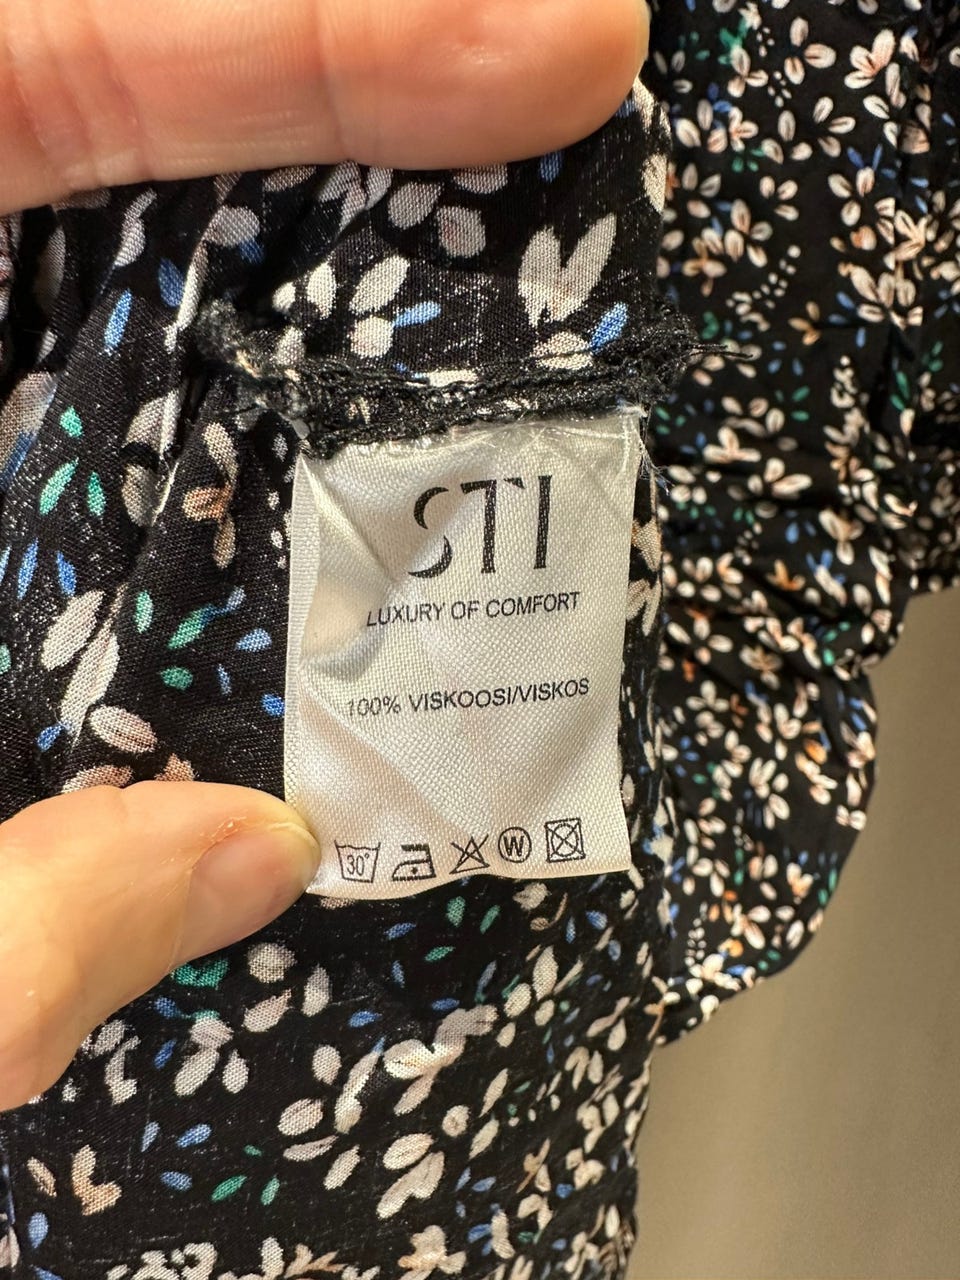 STI
LUXURY OF COMFORT
100% VISKOOSI/VISKOS
30° W